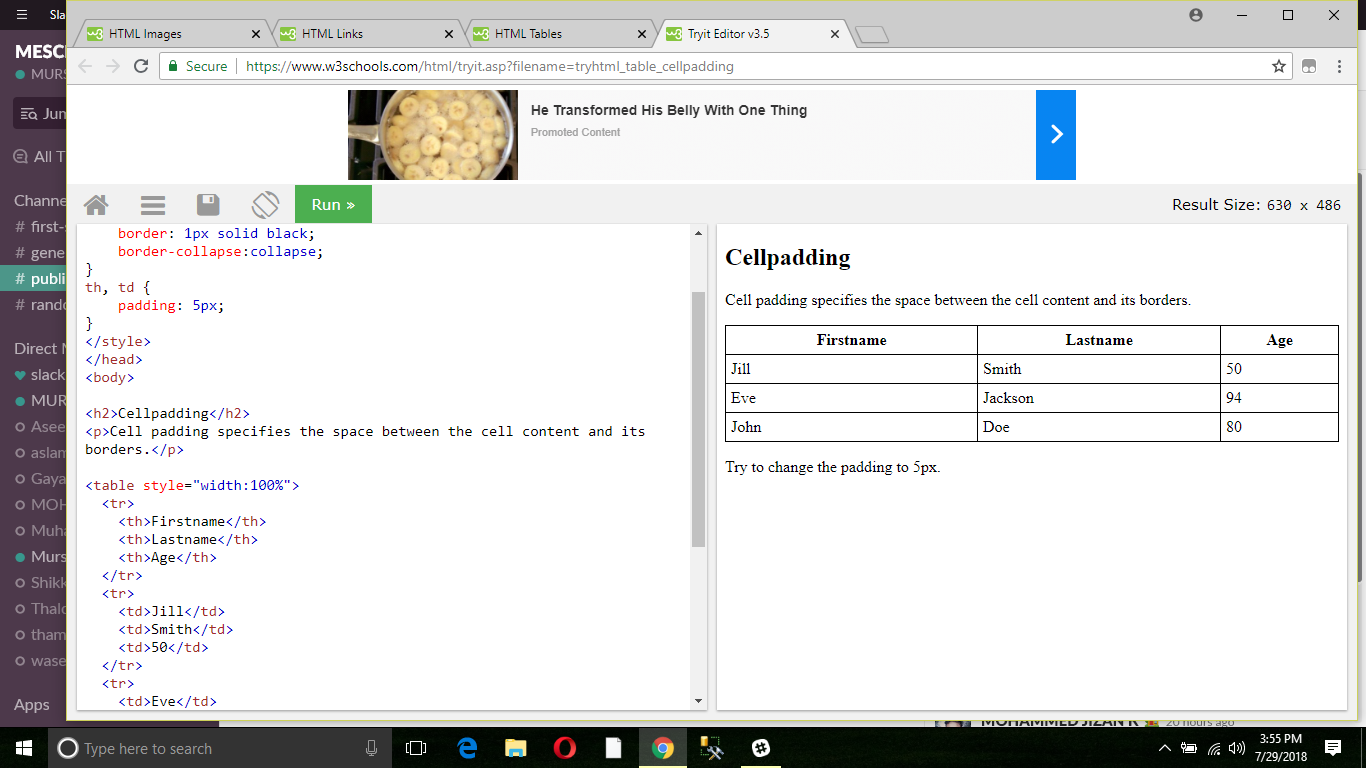 Sla
HTML Images
HTML Links
HTML Tables
Tryit Editor v3.5
Secure
https://www.w3schools.com/html/tryit.asp?filename=tryhtml_table_cellpadding
He Transformed His Belly With One Thing
Promoted Content
Run »
Result Size: 630 x 486
MESC
MURS
Jum
All T
Channe
# first-
# gene
# publi
# rand
Direct M
slack
MUR
Asee
aslam
Gaya
MOH
Muha
Murs
Shikk
Thalo
tham
wase
Apps
border: 1px solid black;
border-collapse:collapse;
}
th, td {
padding: 5px;
}
</style>
</head>
<body>
<h2>Cellpadding</h2>
<p>Cell padding specifies the space between the cell content and its
borders.</p>
<table style="width:100%">
<tr>
<th>Firstname</th>
<th>Lastname</th>
<th>Age</th>
</tr>
<tr>
<td>Jill</td>
<td>Smith</td>
<td>50</td>
</tr>
<tr>
<td>Eve</td>
Cellpadding
Cell padding specifies the space between the cell content and its borders.
Firstname Lastname Age
Jill Smith 50
Eve Jackson 94
John Doe 80
Try to change the padding to 5px.
MOHAMMED JIZAN K 20 hours ago
Type here to search
3:55 PM
7/29/2018